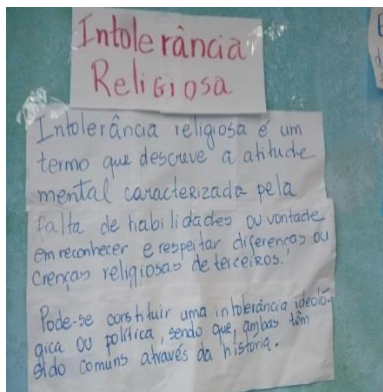 Intolerância
Religiosa
Intolerância religiosa é um
termo que descreve a atitude
mental caracterizada pela
falta de habilidades ou vontade
em reconhecer e respeitar diferenças ou
crenças religiosas de terceiros.
Pode-se constituir uma intolerância ideoló-
gica ou política, sendo que, ambas têm
sido comuns através da história.